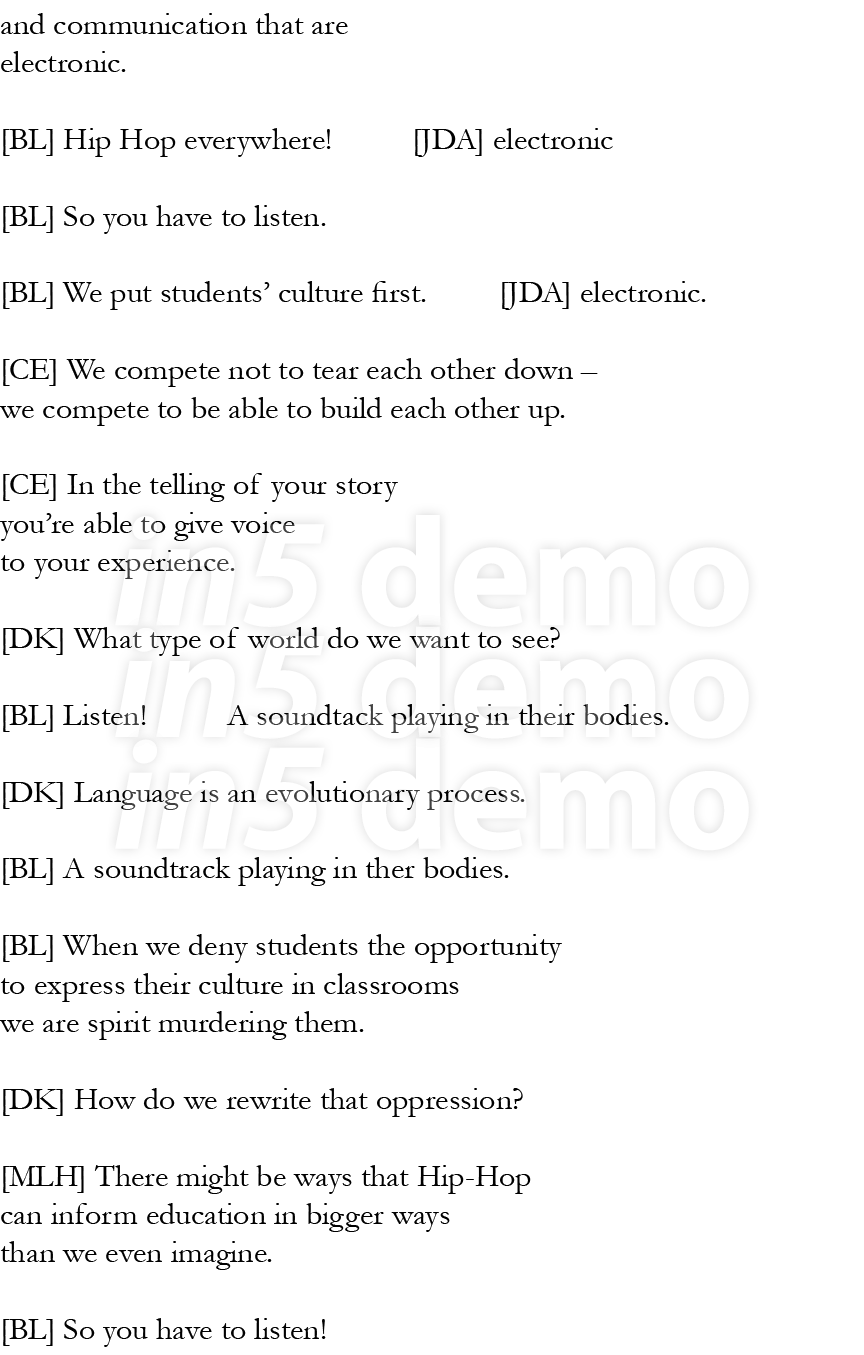 and communication that are
electronic.
[BL] Hip Hop everywhere! [JDA] electronic
[BL] So you have to listen.
[BL] We put students’ culture first. [JDA] electronic.
[CE] We compete not to tear each other down –
we compete to be able to build each other up.
[CE] In the telling of your story
you’re able to give voice
to your experience.
in5 demo
[DK] What type of world do we want to see?
in5 demo
[BL] Listen! A soundtack playing in their bodies.
[DK] Language is an evolutionary process.
in5 demo
[BL] A soundtrack playing in ther bodies.
[BL] When we deny students the opportunity
to express their culture in classrooms
we are spirit murdering them.
[DK] How do we rewrite that oppression?
[MLH] There might be ways that Hip-Hop
can inform education in bigger ways
than we even imagine.
[BL] So you have to listen!